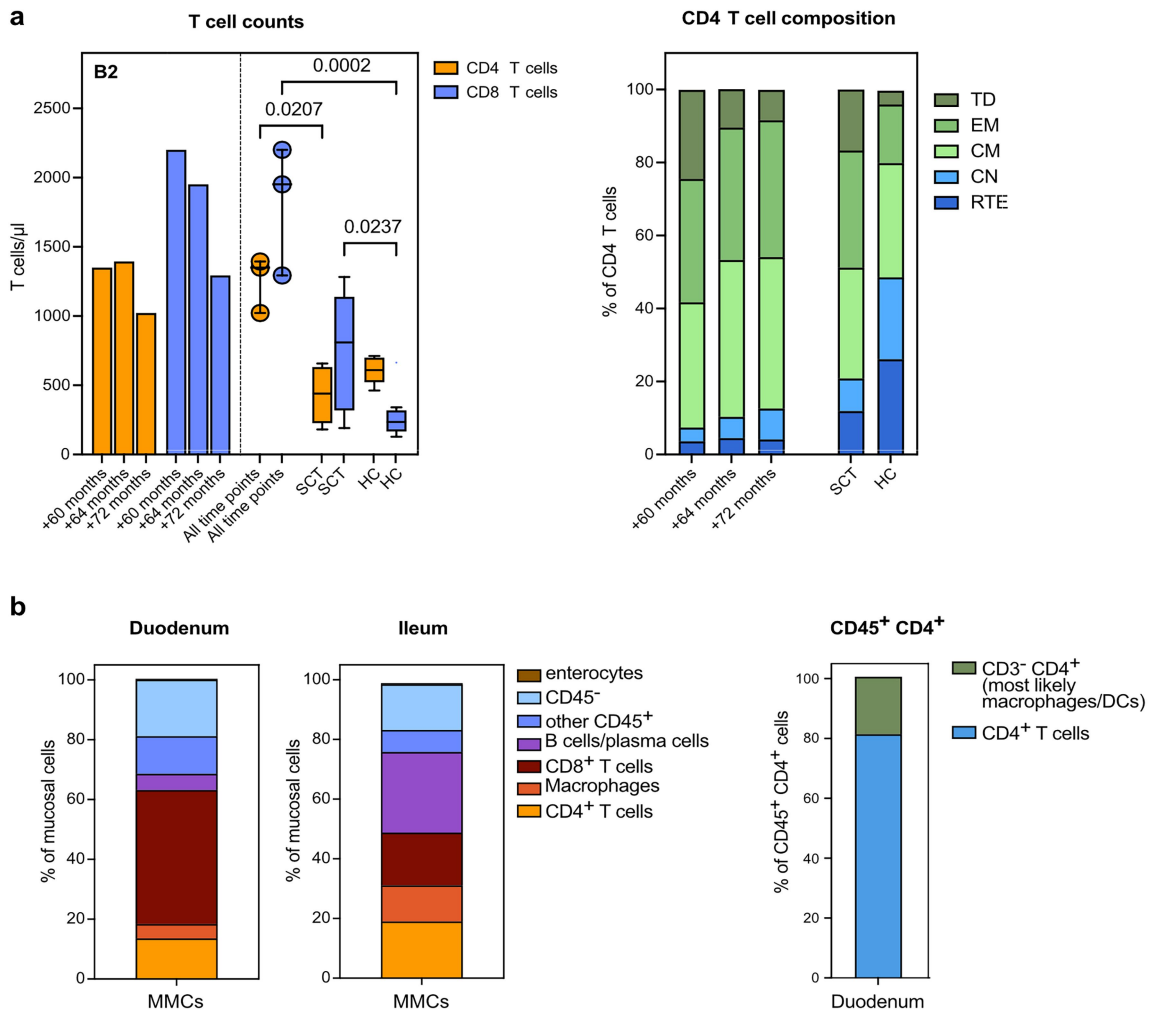 a
T cell counts
B2
T cells/µl
2500
2000
1500
1000
500
0
0.0002
0.0207
0.0237
+60 months
+64 months
+72 months
+60 months
+64 months
+72 months
All time points
All time points
SCT
SCT
HC
HC
CD4 T cells
CD8 T cells
CD4 T cell composition
% of CD4 T cells
100
80
60
40
20
0
+60 months
+64 months
+72 months
SCT
HC
TD
EM
CM
CN
RTE
b
Duodenum
% of mucosal cells
100
80
60
40
20
0
MMCs
Ileum
% of mucosal cells
100
80
60
40
20
0
MMCs
enterocytes
CD45⁻
other CD45⁺
B cells/plasma cells
CD8⁺ T cells
Macrophages
CD4⁺ T cells
CD45⁺ CD4⁺
% of CD45⁺ CD4⁺ cells
100
80
60
40
20
0
Duodenum
CD3⁻ CD4⁺
(most likely
macrophages/DCs)
CD4⁺ T cells